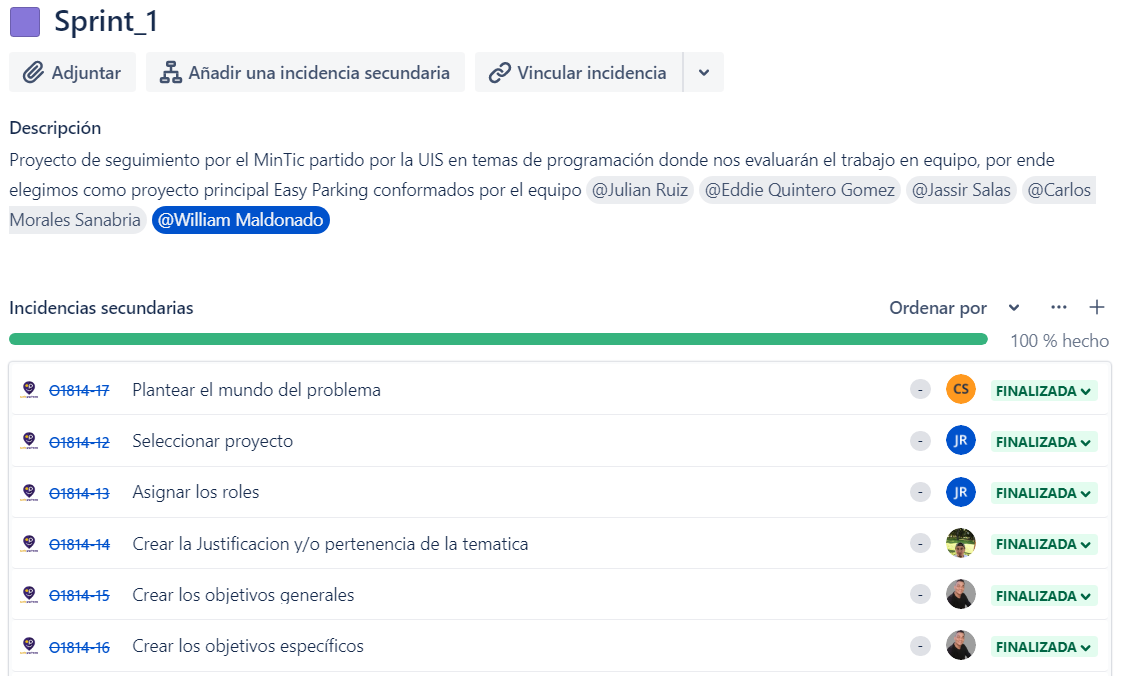 Sprint_1
Adjuntar Añadir una incidencia secundaria Vincular incidencia
Descripción
Proyecto de seguimiento por el MinTic partido por la UIS en temas de programación donde nos evaluarán el trabajo en equipo, por ende
elegimos como proyecto principal Easy Parking conformados por el equipo @Julian Ruiz @Eddie Quintero Gomez @Jassir Salas @Carlos
Morales Sanabria @William Maldonado
Incidencias secundarias Ordenar por
100 % hecho
O1814-17 Plantear el mundo del problema - CS FINALIZADA
O1814-12 Seleccionar proyecto - JR FINALIZADA
O1814-13 Asignar los roles - JR FINALIZADA
O1814-14 Crear la Justificacion y/o pertenencia de la tematica - FINALIZADA
O1814-15 Crear los objetivos generales - FINALIZADA
O1814-16 Crear los objetivos específicos - FINALIZADA